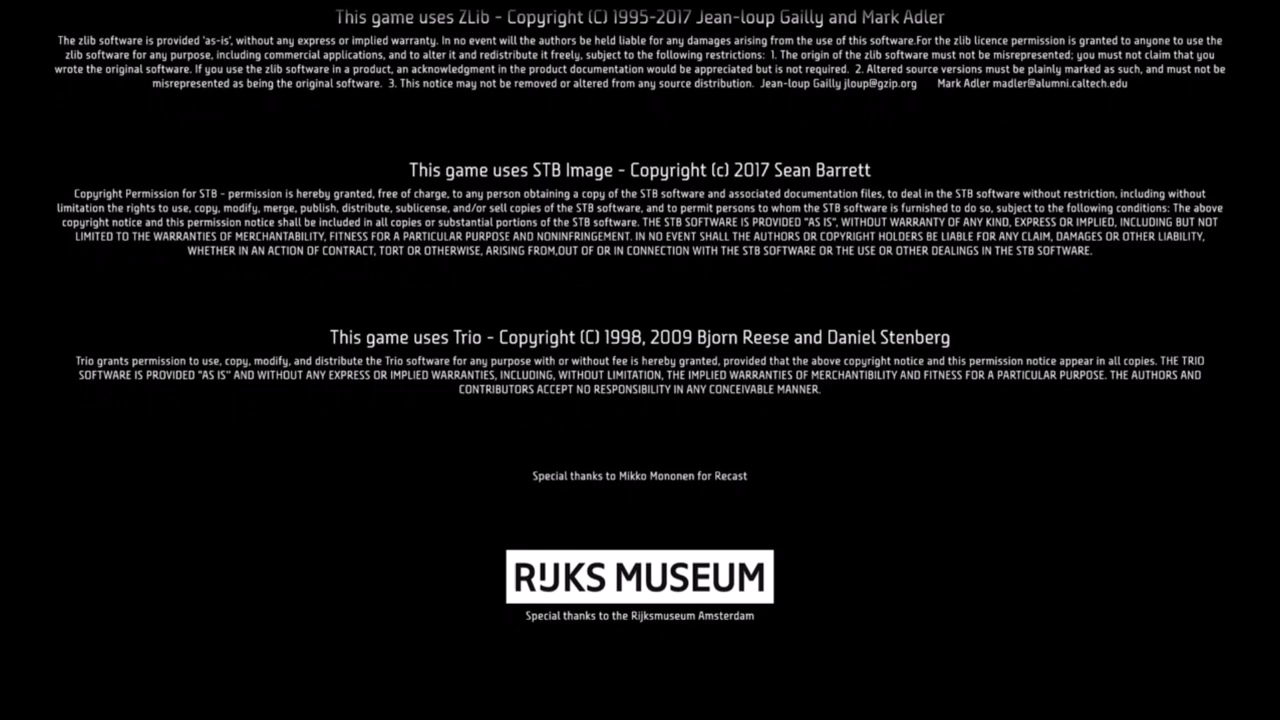 This game uses ZLib - Copyright (C) 1995-2017 Jean-loup Gailly and Mark Adler
The zlib software is provided 'as-is', without any express or implied warranty. In no event will the authors be held liable for any damages arising from the use of this software.For the zlib licence permission is granted to anyone to use the
zlib software for any purpose, including commercial applications, and to alter it and redistribute it freely, subject to the following restrictions:  1. The origin of the zlib software must not be misrepresented; you must not claim that you
wrote the original software. If you use the zlib software in a product, an acknowledgment in the product documentation would be appreciated but is not required.  2. Altered source versions must be plainly marked as such, and must not be
misrepresented as being the original software.  3. This notice may not be removed or altered from any source distribution.  Jean-loup Gailly jloup@gzip.org      Mark Adler madler@alumni.caltech.edu
This game uses STB Image - Copyright (c) 2017 Sean Barrett
Copyright Permission for STB - permission is hereby granted, free of charge, to any person obtaining a copy of the STB software and associated documentation files, to deal in the STB software without restriction, including without
limitation the rights to use, copy, modify, merge, publish, distribute, sublicense, and/or sell copies of the STB software, and to permit persons to whom the STB software is furnished to do so, subject to the following conditions: The above
copyright notice and this permission notice shall be included in all copies or substantial portions of the STB software. THE STB SOFTWARE IS PROVIDED "AS IS", WITHOUT WARRANTY OF ANY KIND, EXPRESS OR IMPLIED, INCLUDING BUT NOT
LIMITED TO THE WARRANTIES OF MERCHANTABILITY, FITNESS FOR A PARTICULAR PURPOSE AND NONINFRINGEMENT. IN NO EVENT SHALL THE AUTHORS OR COPYRIGHT HOLDERS BE LIABLE FOR ANY CLAIM, DAMAGES OR OTHER LIABILITY,
WHETHER IN AN ACTION OF CONTRACT, TORT OR OTHERWISE, ARISING FROM,OUT OF OR IN CONNECTION WITH THE STB SOFTWARE OR THE USE OR OTHER DEALINGS IN THE STB SOFTWARE.
This game uses Trio - Copyright (C) 1998, 2009 Bjorn Reese and Daniel Stenberg
Trio grants permission to use, copy, modify, and distribute the Trio software for any purpose with or without fee is hereby granted, provided that the above copyright notice and this permission notice appear in all copies. THE TRIO
SOFTWARE IS PROVIDED "AS IS" AND WITHOUT ANY EXPRESS OR IMPLIED WARRANTIES, INCLUDING, WITHOUT LIMITATION, THE IMPLIED WARRANTIES OF MERCHANTIBILITY AND FITNESS FOR A PARTICULAR PURPOSE. THE AUTHORS AND
CONTRIBUTORS ACCEPT NO RESPONSIBILITY IN ANY CONCEIVABLE MANNER.
Special thanks to Mikko Mononen for Recast
RIJKS MUSEUM
Special thanks to the Rijksmuseum Amsterdam